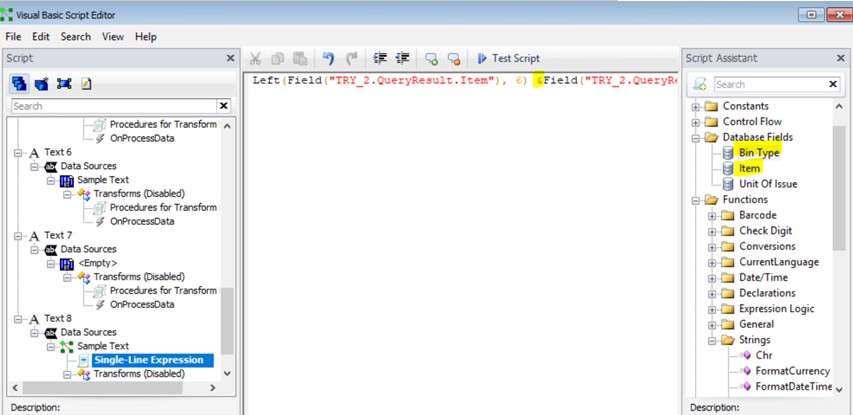 Visual Basic Script Editor
File Edit Search View Help
Script
Search
Procedures for Transform
OnProcessData
Text 6
Data Sources
Sample Text
Transforms (Disabled)
Procedures for Transform
OnProcessData
Text 7
Data Sources
<Empty>
Transforms (Disabled)
Procedures for Transform
OnProcessData
Text 8
Data Sources
Sample Text
Single-Line Expression
Transforms (Disabled)
Description:
Test Script
Left(Field("TRY_2.QueryResult.Item"), 6) &Field("TRY_2.QueryRe
Script Assistant
Search
Constants
Control Flow
Database Fields
Bin Type
Item
Unit Of Issue
Functions
Barcode
Check Digit
Conversions
CurrentLanguage
Date/Time
Declarations
Expression Logic
General
Strings
Chr
FormatCurrency
FormatDateTime
Description: